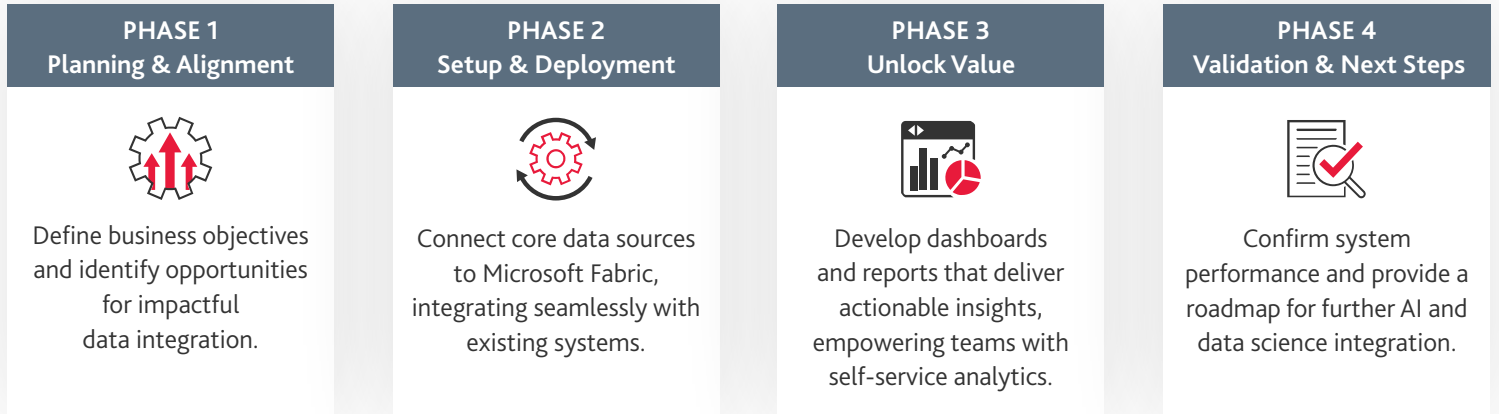 PHASE 1
Planning & Alignment
Define business objectives
and identify opportunities
for impactful
data integration.
PHASE 2
Setup & Deployment
Connect core data sources
to Microsoft Fabric,
integrating seamlessly with
existing systems.
PHASE 3
Unlock Value
Develop dashboards
and reports that deliver
actionable insights,
empowering teams with
self-service analytics.
PHASE 4
Validation & Next Steps
Confirm system
performance and provide a
roadmap for further AI and
data science integration.